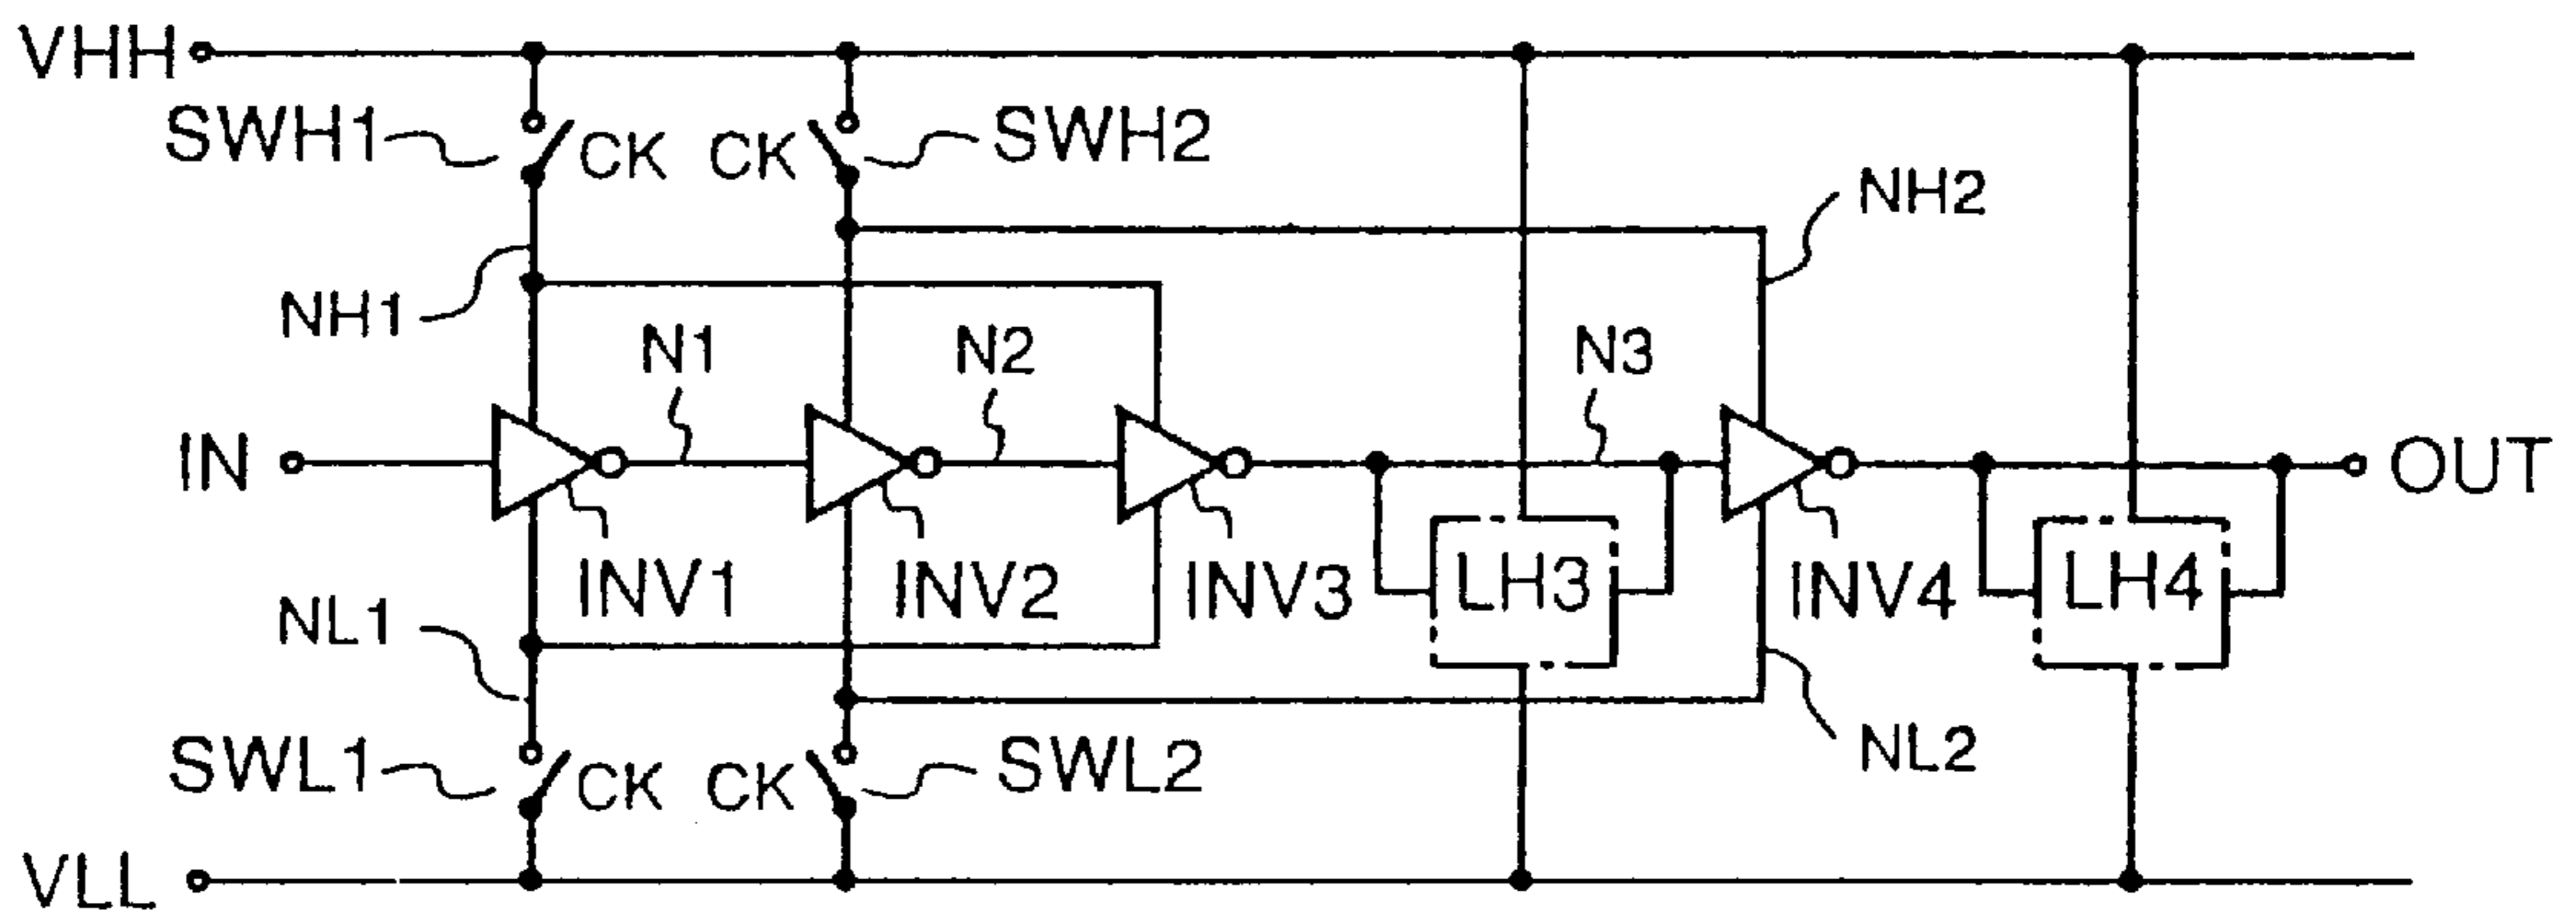 VHH
SWH1
CK
CK
SWH2
NH2
NH1
N1
N2
N3
IN
OUT
INV1
INV2
INV3
LH3
INV4
LH4
NL1
NL2
SWL1
CK
CK
SWL2
VLL